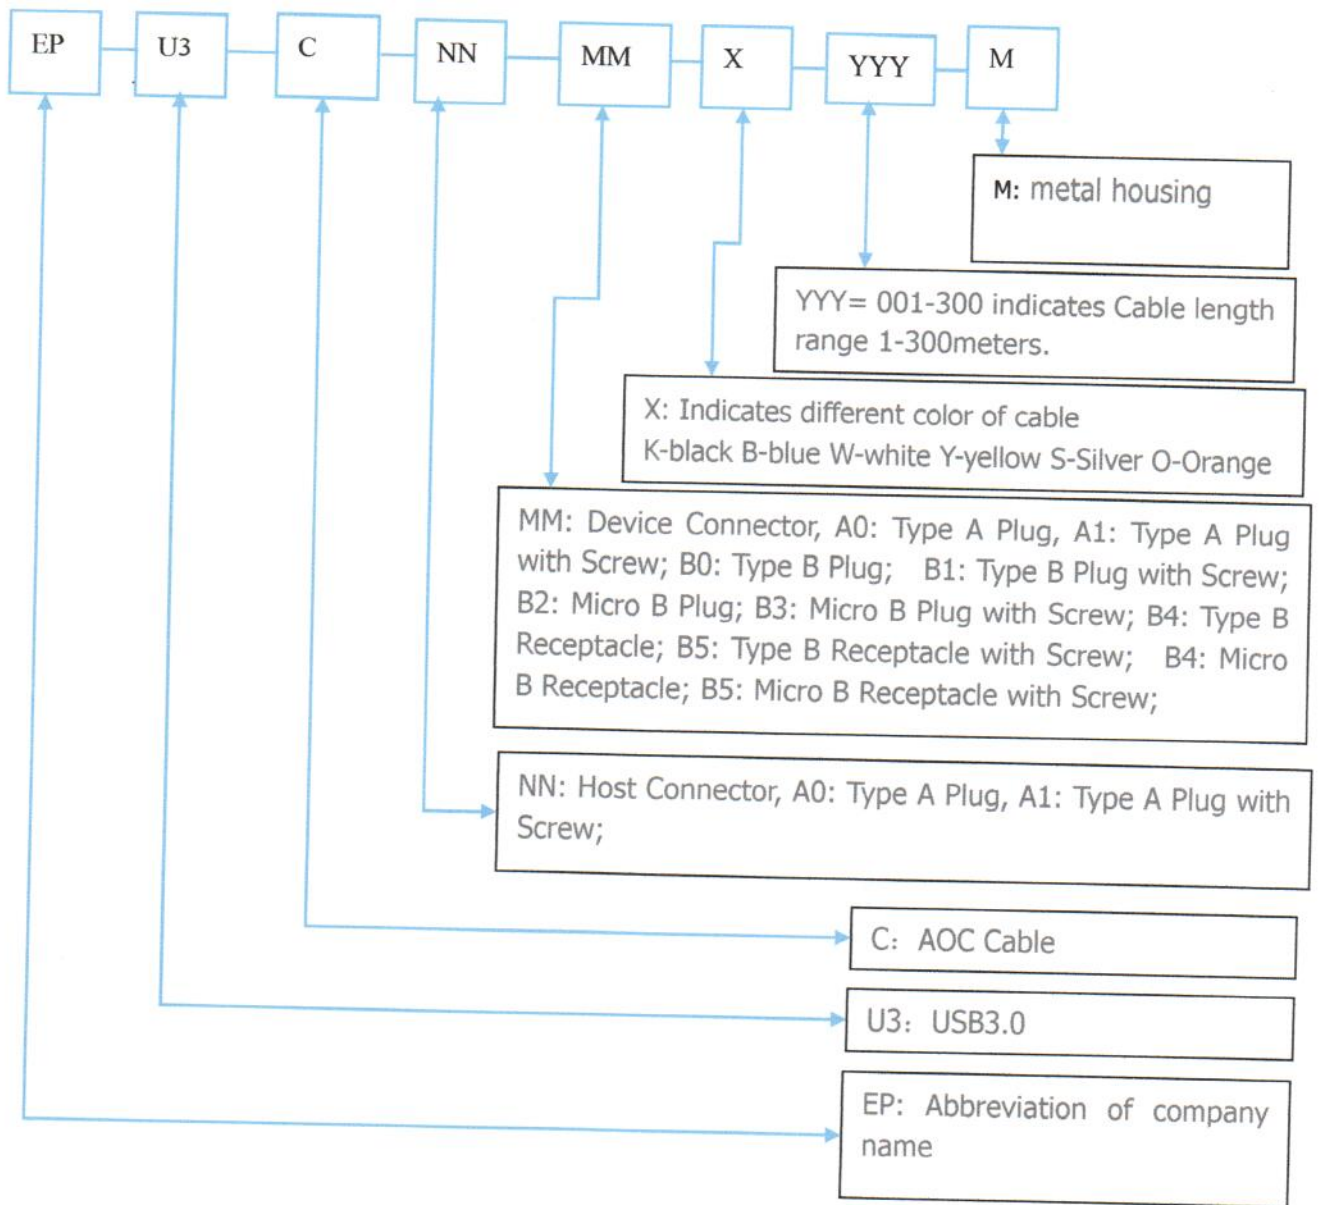 EP U3 C NN MM X YYY M
M: metal housing
YYY= 001-300 indicates Cable length
range 1-300meters.
X: Indicates different color of cable
K-black B-blue W-white Y-yellow S-Silver O-Orange
MM: Device Connector, A0: Type A Plug, A1: Type A Plug
with Screw; B0: Type B Plug; B1: Type B Plug with Screw;
B2: Micro B Plug; B3: Micro B Plug with Screw; B4: Type B
Receptacle; B5: Type B Receptacle with Screw; B4: Micro
B Receptacle; B5: Micro B Receptacle with Screw;
NN: Host Connector, A0: Type A Plug, A1: Type A Plug with
Screw;
C: AOC Cable
U3: USB3.0
EP: Abbreviation of company
name